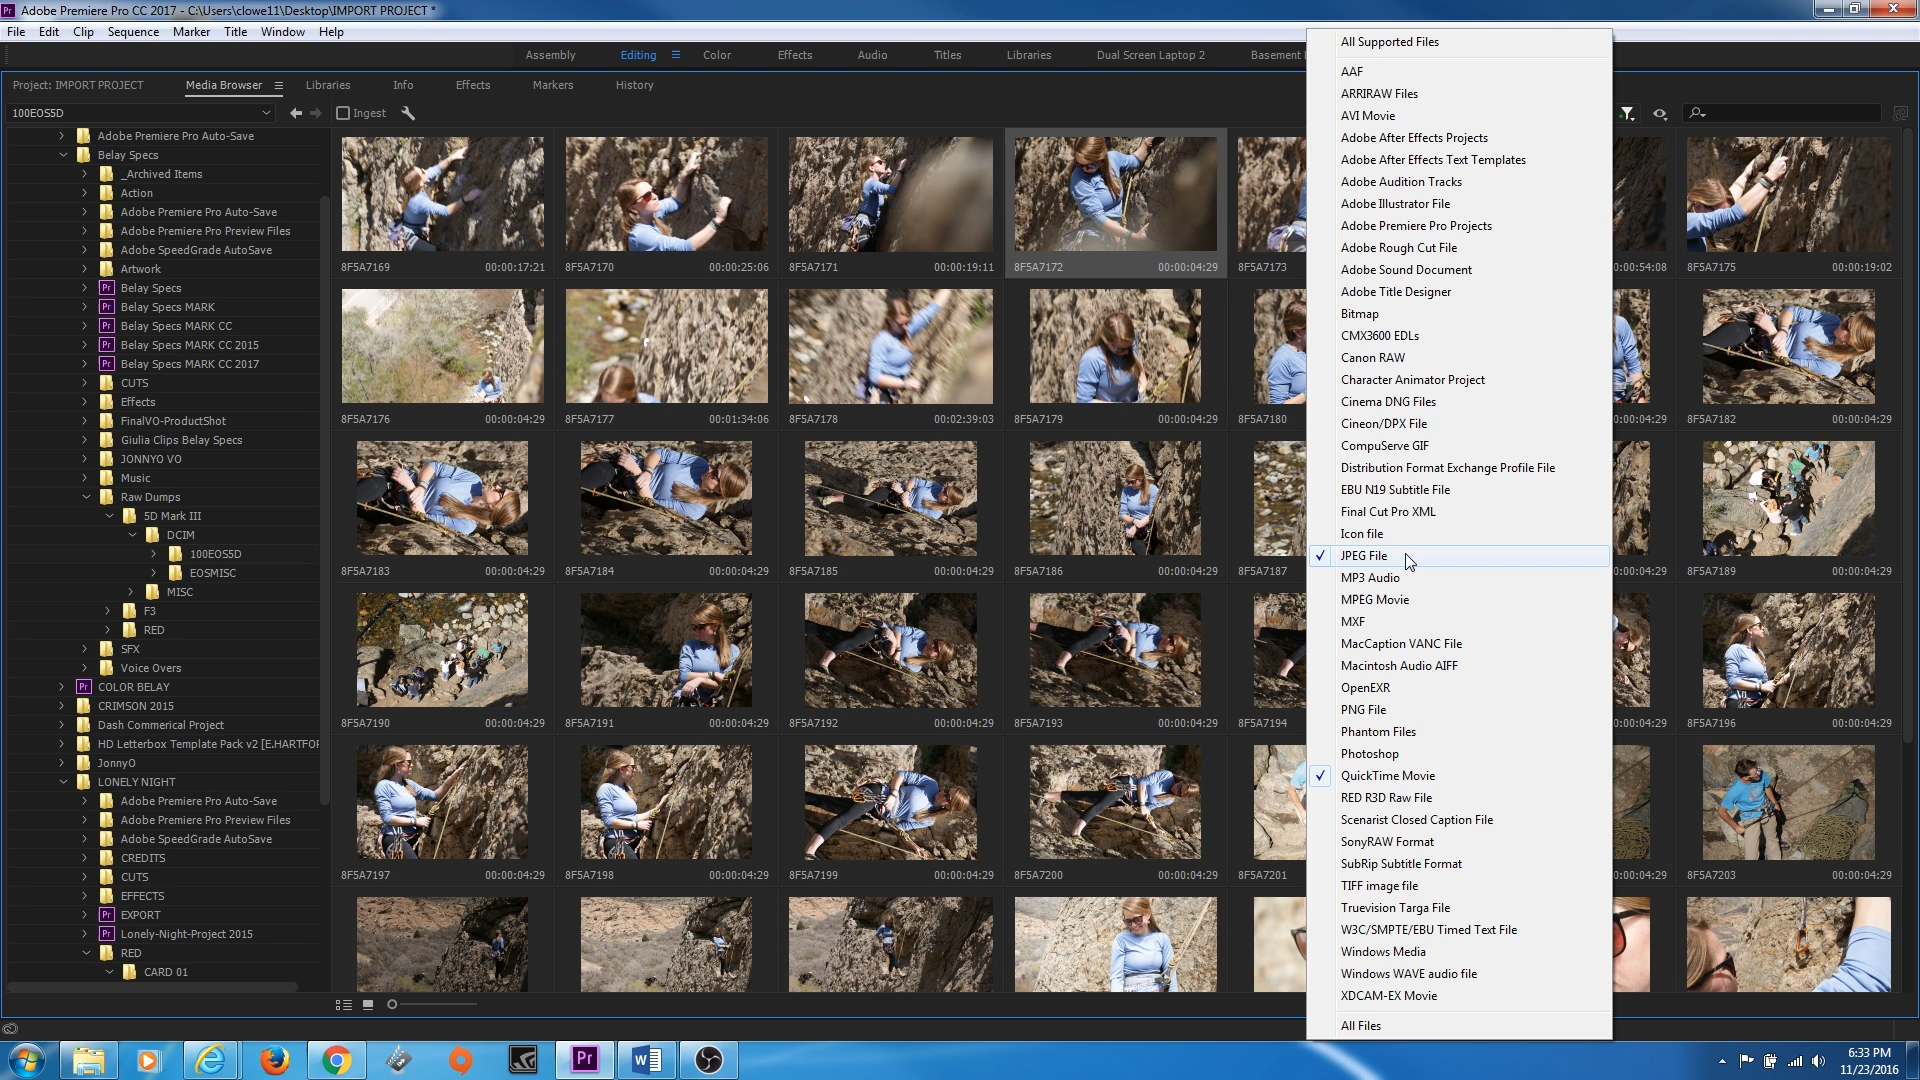 Adobe Premiere Pro CC 2017 - C:\Users\clowe11\Desktop\IMPORT PROJECT *
File Edit Clip Sequence Marker Title Window Help
Assembly Editing Color Effects Audio Titles Libraries Dual Screen Laptop 2 Basement
Project: IMPORT PROJECT Media Browser Libraries Info Effects Markers History
100EOS5D Ingest
Adobe Premiere Pro Auto-Save
Belay Specs
_Archived Items
Action
Adobe Premiere Pro Auto-Save
Adobe Premiere Pro Preview Files
Adobe SpeedGrade AutoSave
Artwork
Belay Specs
Belay Specs MARK
Belay Specs MARK CC
Belay Specs MARK CC 2015
Belay Specs MARK CC 2017
CUTS
Effects
FinalVO-ProductShot
Giulia Clips Belay Specs
JONNYO VO
Music
Raw Dumps
5D Mark III
DCIM
100EOS5D
EOSMISC
MISC
F3
RED
SFX
Voice Overs
COLOR BELAY
CRIMSON 2015
Dash Commerical Project
HD Letterbox Template Pack v2 [E.HARTFOR
JonnyO
LONELY NIGHT
Adobe Premiere Pro Auto-Save
Adobe Premiere Pro Preview Files
Adobe SpeedGrade AutoSave
CREDITS
CUTS
EFFECTS
EXPORT
Lonely-Night-Project 2015
RED
CARD 01
8F5A7169 00:00:17:21 8F5A7170 00:00:25:06 8F5A7171 00:00:19:11 8F5A7172 00:00:04:29 8F5A7173 :00:54:08 8F5A7175 00:00:19:02
8F5A7176 00:00:04:29 8F5A7177 00:01:34:06 8F5A7178 00:02:39:03 8F5A7179 00:00:04:29 8F5A7180 :00:04:29 8F5A7182 00:00:04:29
8F5A7183 00:00:04:29 8F5A7184 00:00:04:29 8F5A7185 00:00:04:29 8F5A7186 00:00:04:29 8F5A7187 :00:04:29 8F5A7189 00:00:04:29
8F5A7190 00:00:04:29 8F5A7191 00:00:04:29 8F5A7192 00:00:04:29 8F5A7193 00:00:04:29 8F5A7194 :00:04:29 8F5A7196 00:00:04:29
8F5A7197 00:00:04:29 8F5A7198 00:00:04:29 8F5A7199 00:00:04:29 8F5A7200 00:00:04:29 8F5A7201 :00:04:29 8F5A7203 00:00:04:29
All Supported Files
AAF
ARRIRAW Files
AVI Movie
Adobe After Effects Projects
Adobe After Effects Text Templates
Adobe Audition Tracks
Adobe Illustrator File
Adobe Premiere Pro Projects
Adobe Rough Cut File
Adobe Sound Document
Adobe Title Designer
Bitmap
CMX3600 EDLs
Canon RAW
Character Animator Project
Cinema DNG Files
Cineon/DPX File
CompuServe GIF
Distribution Format Exchange Profile File
EBU N19 Subtitle File
Final Cut Pro XML
Icon file
JPEG File
MP3 Audio
MPEG Movie
MXF
MacCaption VANC File
Macintosh Audio AIFF
OpenEXR
PNG File
Phantom Files
Photoshop
QuickTime Movie
RED R3D Raw File
Scenarist Closed Caption File
SonyRAW Format
SubRip Subtitle Format
TIFF image file
Truevision Targa File
W3C/SMPTE/EBU Timed Text File
Windows Media
Windows WAVE audio file
XDCAM-EX Movie
All Files
6:33 PM
11/23/2016